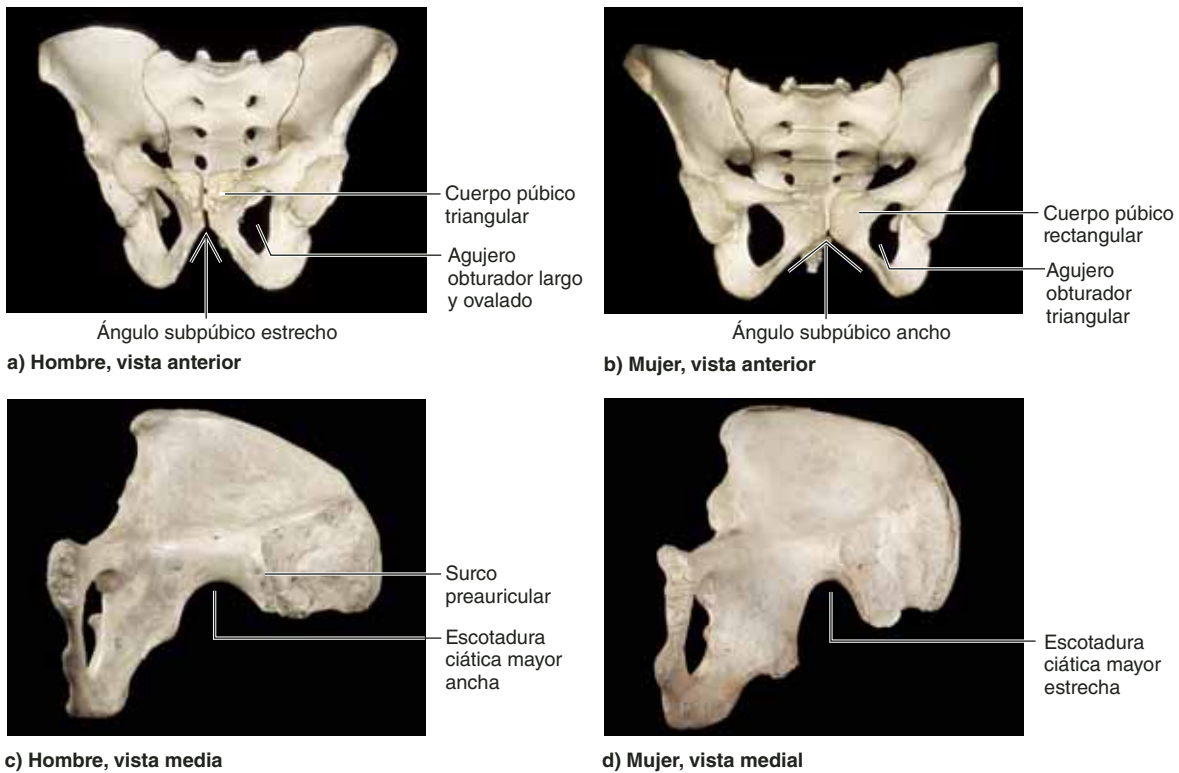 Cuerpo púbico
triangular
Agujero
obturador largo
y ovalado
Ángulo subpúbico estrecho
a) Hombre, vista anterior
Cuerpo púbico
rectangular
Agujero
obturador
triangular
Ángulo subpúbico ancho
b) Mujer, vista anterior
Surco
preauricular
Escotadura
ciática mayor
ancha
c) Hombre, vista media
Escotadura
ciática mayor
estrecha
d) Mujer, vista medial